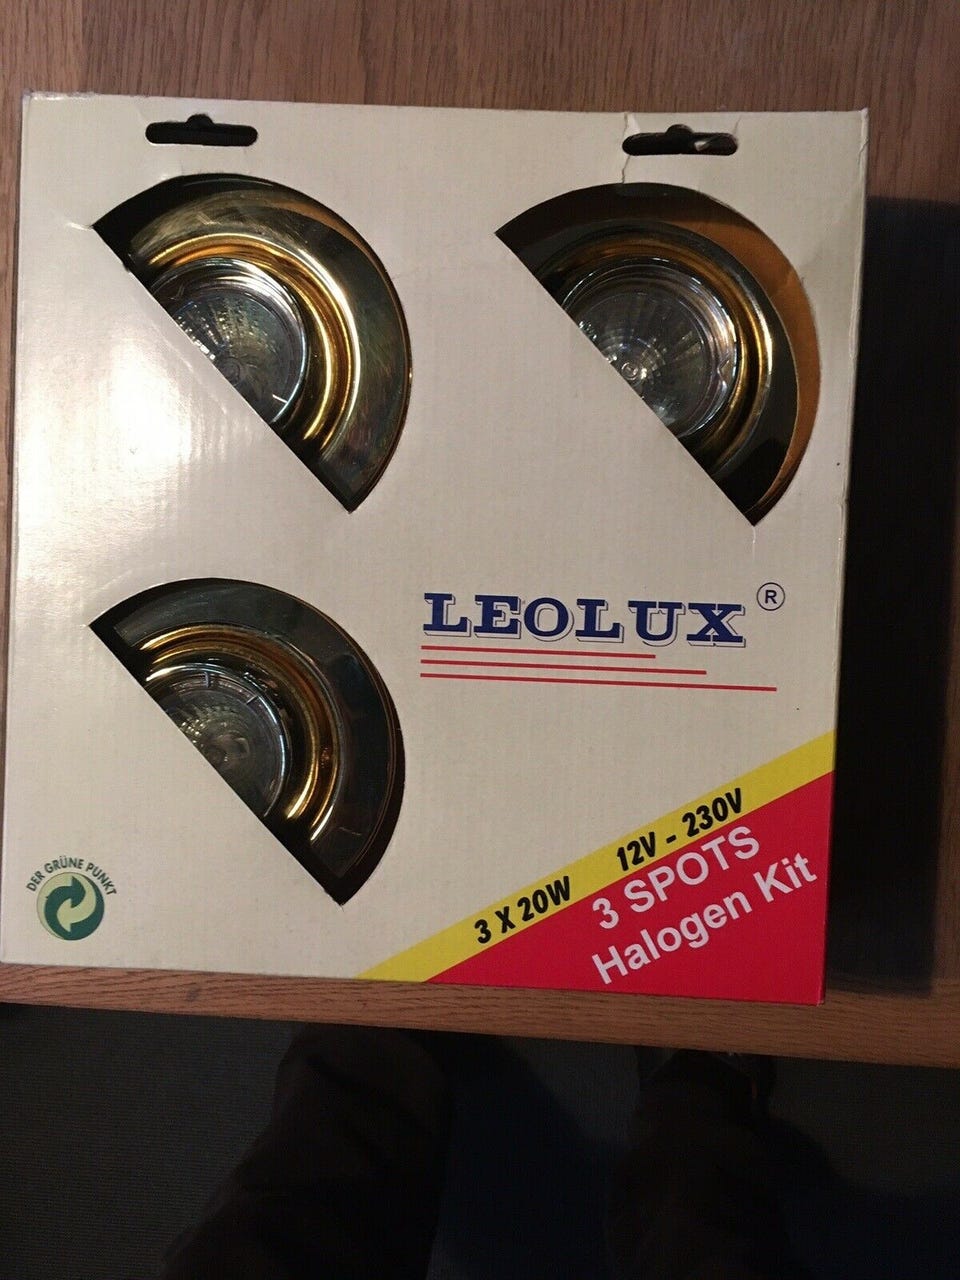 LEOLUX ®
3 X 20W 12V - 230V
3 SPOTS
Halogen Kit
DER GRÜNE PUNKT